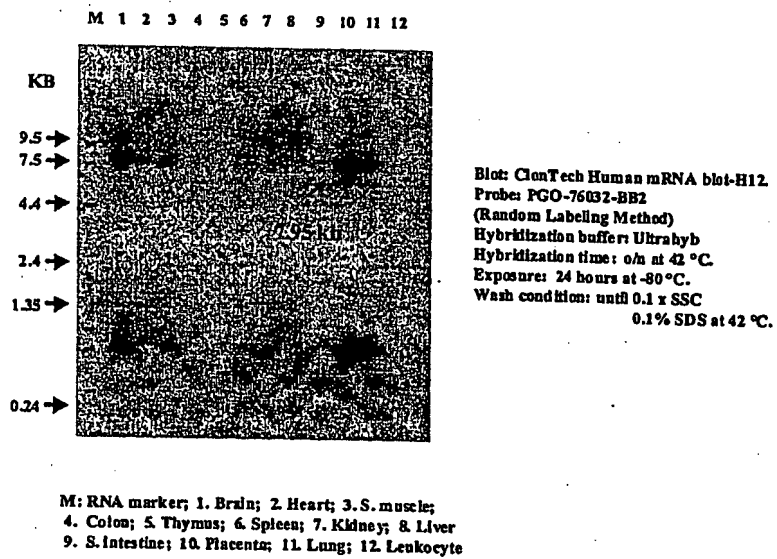 M 1 2 3 4 5 6 7 8 9 10 11 12
KB
9.5
7.5
4.4
2.4
1.35
0.24
Blot: ClonTech Human mRNA blot-H12.
Probe: PGO-76032-BB2
(Random Labeling Method)
Hybridization buffer: Ultrahyb
Hybridization time: o/n at 42 °C.
Exposure: 24 hours at -80 °C.
Wash condition: until 0.1 x SSC
0.1% SDS at 42 °C.
M: RNA marker; 1. Brain; 2. Heart; 3. S. muscle;
4. Colon; 5. Thymus; 6. Spleen; 7. Kidney; 8. Liver
9. S. Intestine; 10. Placenta; 11. Lung; 12. Leukocyte